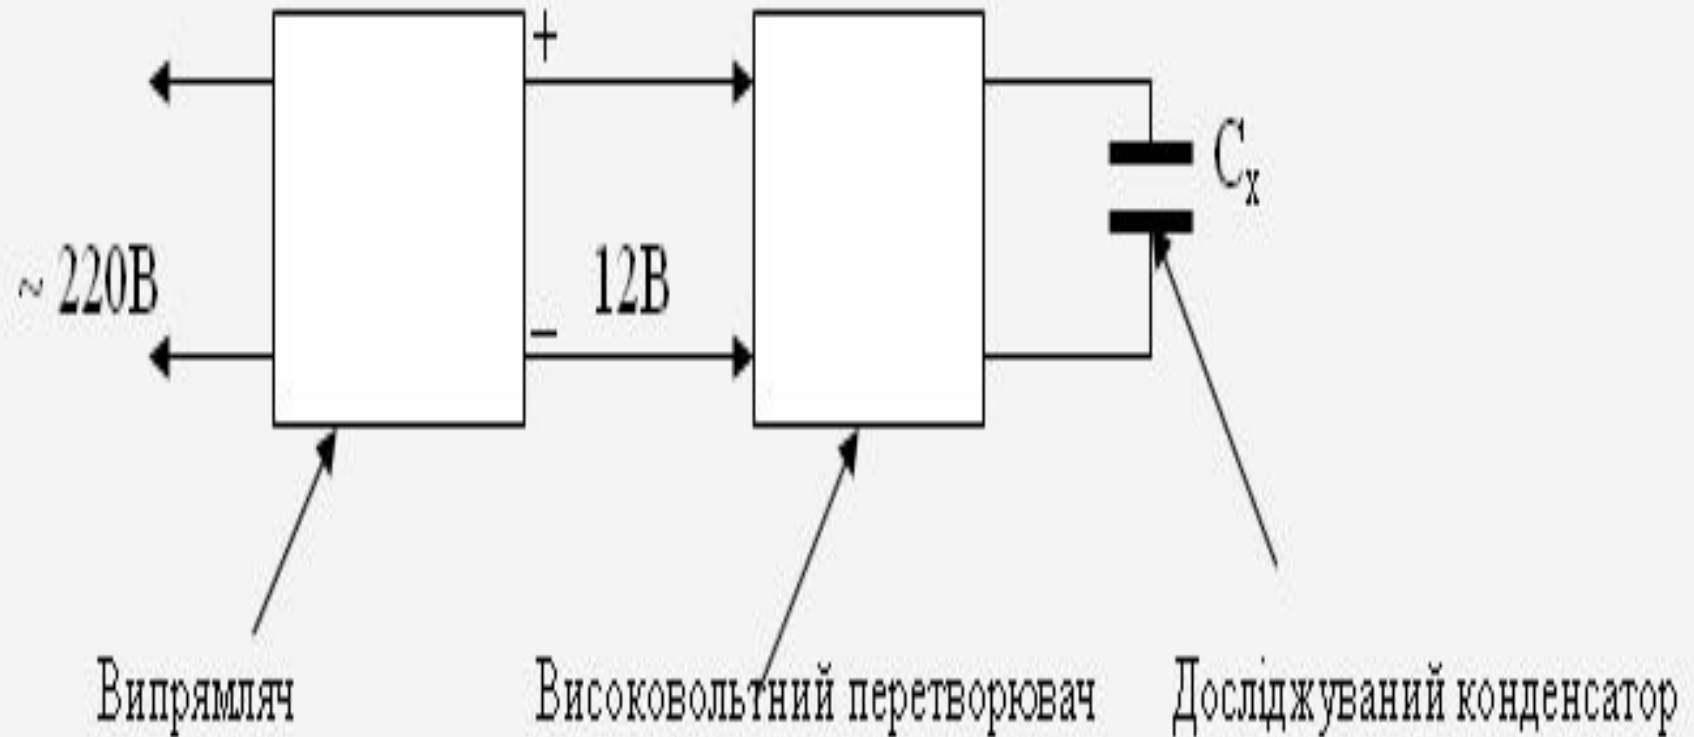 +
Cx
~ 220В
12В
−
Випрямляч
Високовольтний перетворювач
Досліджуваний конденсатор